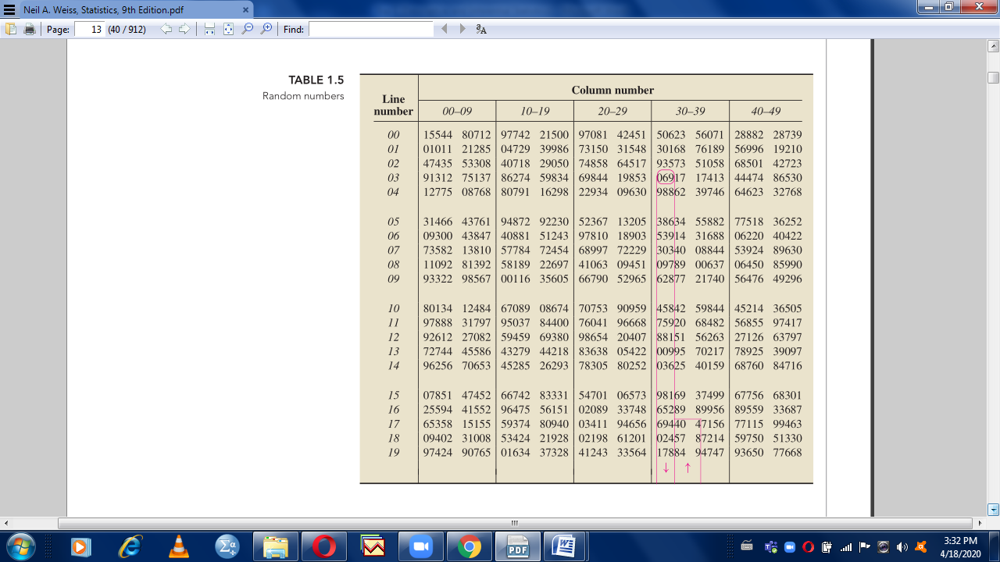 Neil A. Weiss, Statistics, 9th Edition.pdf
Page: 13 (40 / 912) Find:
TABLE 1.5
Random numbers
Line number
Column number
00–09 10–19 20–29 30–39 40–49
00 15544 80712 97742 21500 97081 42451 50623 56071 28882 28739
01 01011 21285 04729 39986 73150 31548 30168 76189 56996 19210
02 47435 53308 40718 29050 74858 64517 93573 51058 68501 42723
03 91312 75137 86274 59834 69844 19853 06917 17413 44474 86530
04 12775 08768 80791 16298 22934 09630 98862 39746 64623 32768
05 31466 43761 94872 92230 52367 13205 38634 55882 77518 36252
06 09300 43847 40881 51243 97810 18903 53914 31688 06220 40422
07 73582 13810 57784 72454 68997 72229 30340 08844 53924 89630
08 11092 81392 58189 22697 41063 09451 09789 00637 06450 85990
09 93322 98567 00116 35605 66790 52965 62877 21740 56476 49296
10 80134 12484 67089 08674 70753 90959 45842 59844 45214 36505
11 97888 31797 95037 84400 76041 96668 75920 68482 56855 97417
12 92612 27082 59459 69380 98654 20407 88151 56263 27126 63797
13 72744 45586 43279 44218 83638 05422 00995 70217 78925 39097
14 96256 70653 45285 26293 78305 80252 03625 40159 68760 84716
15 07851 47452 66742 83331 54701 06573 98169 37499 67756 68301
16 25594 41552 96475 56151 02089 33748 65289 89956 89559 33687
17 65358 15155 59374 80940 03411 94656 69440 47156 77115 99463
18 09402 31008 53424 21928 02198 61201 02457 87214 59750 51330
19 97424 90765 01634 37328 41243 33564 17884 94747 93650 77668
PDF
3:32 PM
4/18/2020